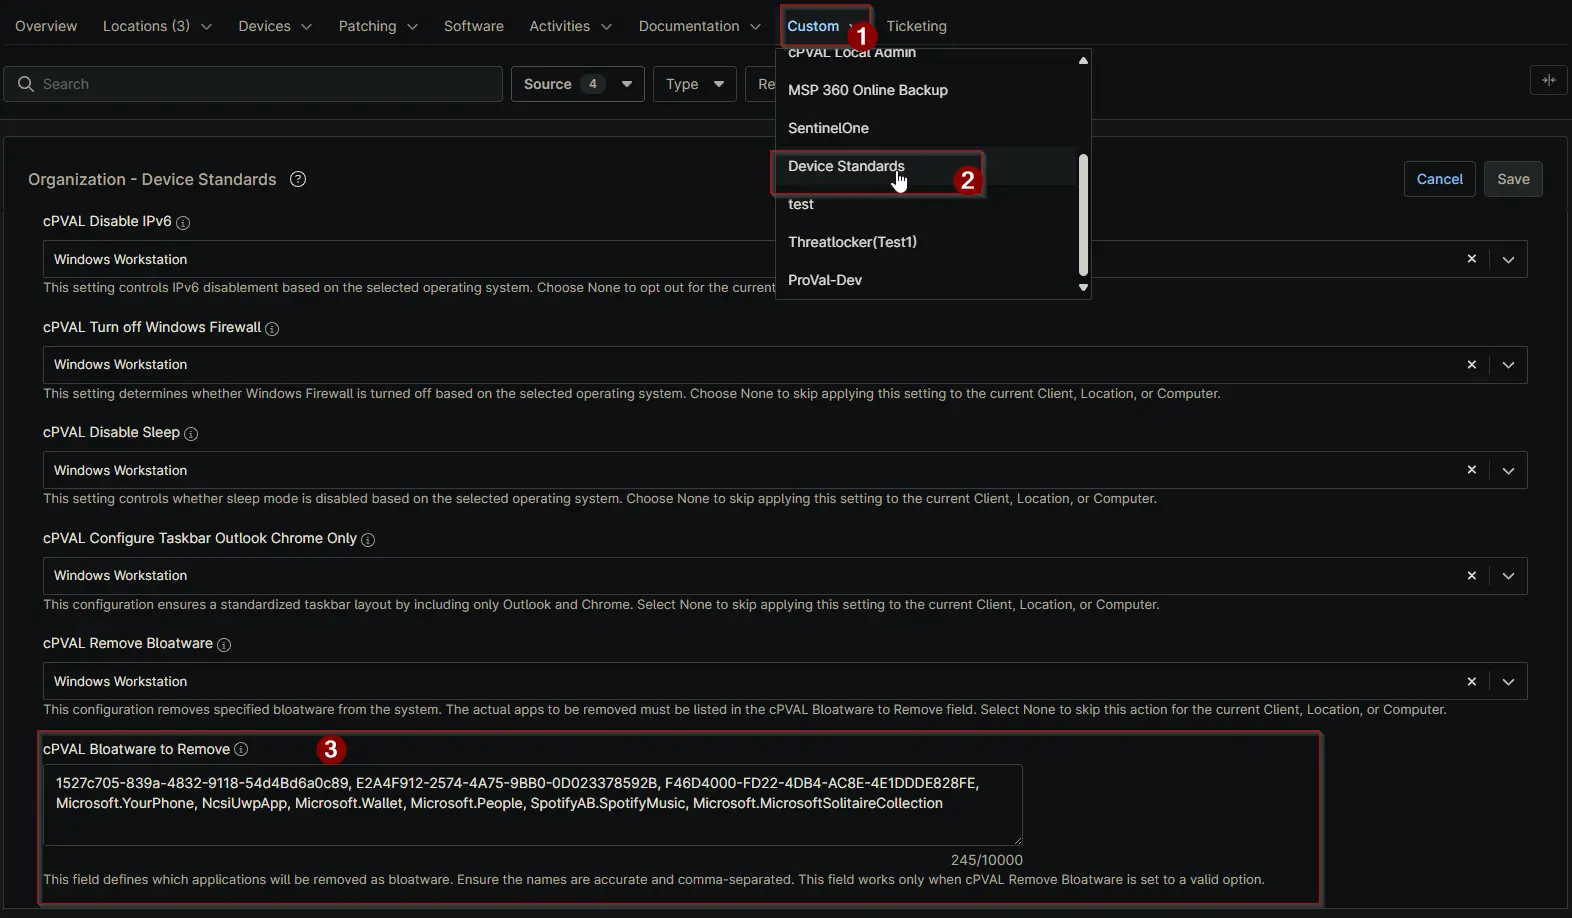 Overview Locations (3) Devices Patching Software Activities Documentation Custom Ticketing
1
Search Source 4 Type Re
cPVAL Local Admin
MSP 360 Online Backup
SentinelOne
Device Standards
2
test
Threatlocker(Test1)
ProVal-Dev
Organization - Device Standards Cancel Save
cPVAL Disable IPv6
Windows Workstation
This setting controls IPv6 disablement based on the selected operating system. Choose None to opt out for the current
cPVAL Turn off Windows Firewall
Windows Workstation
This setting determines whether Windows Firewall is turned off based on the selected operating system. Choose None to skip applying this setting to the current Client, Location, or Computer.
cPVAL Disable Sleep
Windows Workstation
This setting controls whether sleep mode is disabled based on the selected operating system. Choose None to skip applying this setting to the current Client, Location, or Computer.
cPVAL Configure Taskbar Outlook Chrome Only
Windows Workstation
This configuration ensures a standardized taskbar layout by including only Outlook and Chrome. Select None to skip applying this setting to the current Client, Location, or Computer.
cPVAL Remove Bloatware
Windows Workstation
This configuration removes specified bloatware from the system. The actual apps to be removed must be listed in the cPVAL Bloatware to Remove field. Select None to skip this action for the current Client, Location, or Computer.
cPVAL Bloatware to Remove 3
1527c705-839a-4832-9118-54d4Bd6a0c89, E2A4F912-2574-4A75-9BB0-0D023378592B, F46D4000-FD22-4DB4-AC8E-4E1DDDE828FE,
Microsoft.YourPhone, NcsiUwpApp, Microsoft.Wallet, Microsoft.People, SpotifyAB.SpotifyMusic, Microsoft.MicrosoftSolitaireCollection
245/10000
This field defines which applications will be removed as bloatware. Ensure the names are accurate and comma-separated. This field works only when cPVAL Remove Bloatware is set to a valid option.